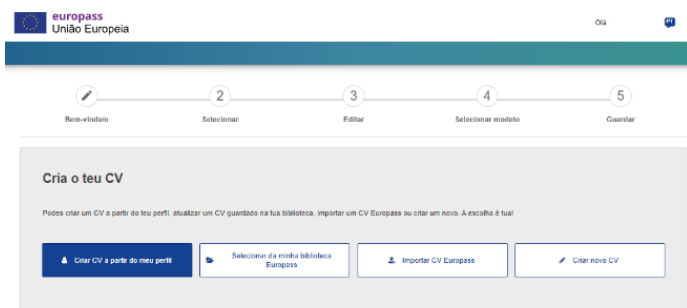 europass
União Europeia
Olá
PT
2
3
4
5
Bem-vinda/o
Selecionar
Editar
Selecionar modelo
Guardar
Cria o teu CV
Podes criar um CV a partir do teu perfil, atualizar um CV guardado na tua biblioteca, importar um CV Europass ou criar um novo. A escolha é tua!
Criar CV a partir do meu perfil
Selecionar da minha biblioteca
Europass
Importar CV Europass
Criar novo CV